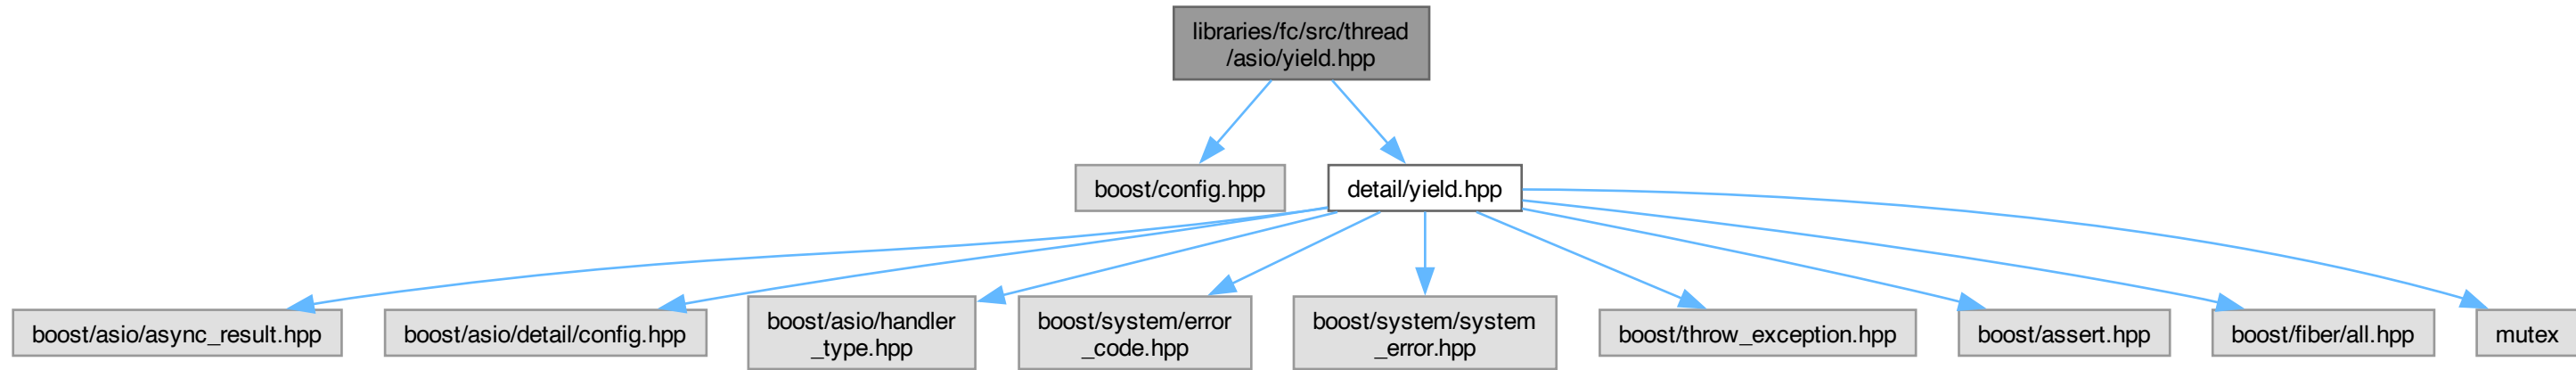 libraries/fc/src/thread
/asio/yield.hpp
boost/config.hpp
detail/yield.hpp
boost/asio/async_result.hpp
boost/asio/detail/config.hpp
boost/asio/handler
_type.hpp
boost/system/error
_code.hpp
boost/system/system
_error.hpp
boost/throw_exception.hpp
boost/assert.hpp
boost/fiber/all.hpp
mutex